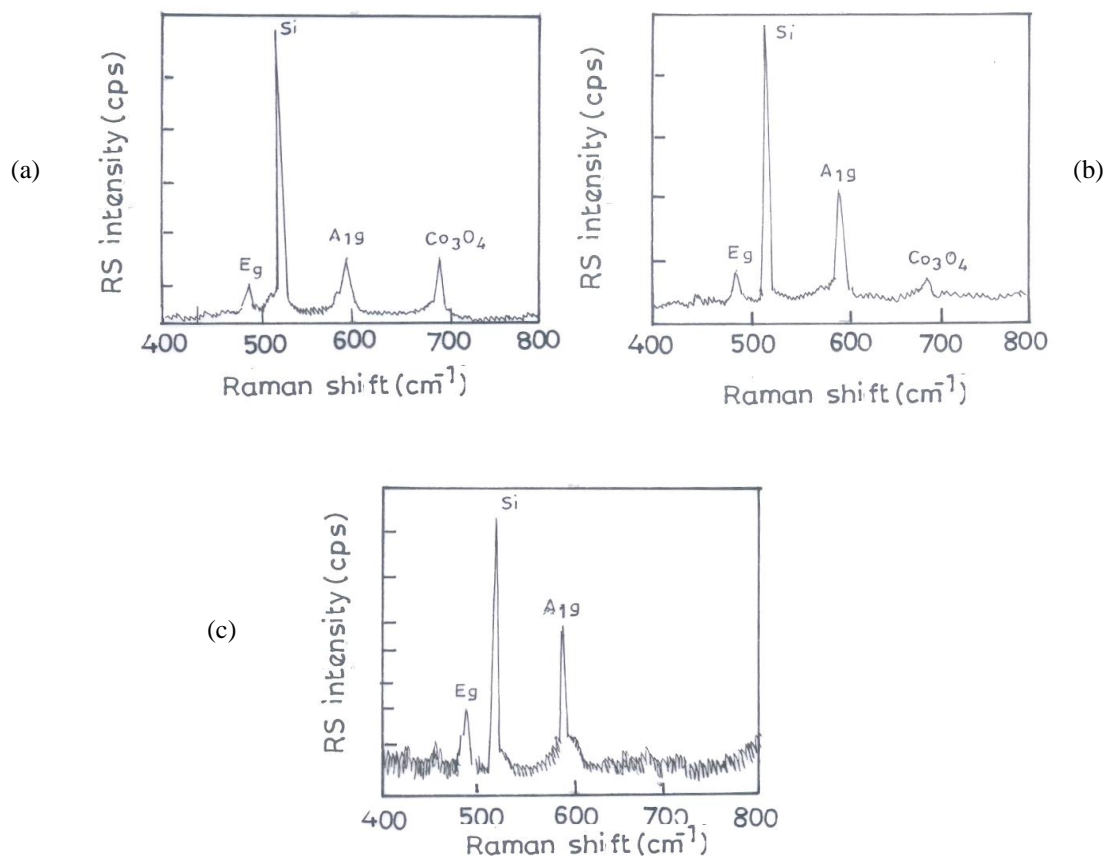 (a)
RS intensity (cps)
Si
Eg
A1g
Co3O4
400 500 600 700 800
Raman shift (cm-1)
(b)
RS intensity (cps)
Si
Eg
A1g
Co3O4
400 500 600 700 800
Raman shift (cm-1)
(c)
RS intensity (cps)
Si
Eg
A1g
400 500 600 700 800
Raman shift (cm-1)